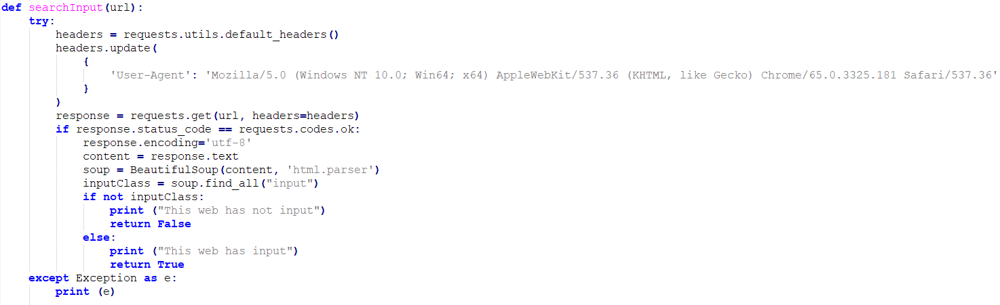 def searchInput(url):
    try:
        headers = requests.utils.default_headers()
        headers.update(
            {
                'User-Agent': 'Mozilla/5.0 (Windows NT 10.0; Win64; x64) AppleWebKit/537.36 (KHTML, like Gecko) Chrome/65.0.3325.181 Safari/537.36'
            }
        )
        response = requests.get(url, headers=headers)
        if response.status_code == requests.codes.ok:
            response.encoding='utf-8'
            content = response.text
            soup = BeautifulSoup(content, 'html.parser')
            inputClass = soup.find_all("input")
            if not inputClass:
                print ("This web has not input")
                return False
            else:
                print ("This web has input")
                return True
    except Exception as e:
        print (e)